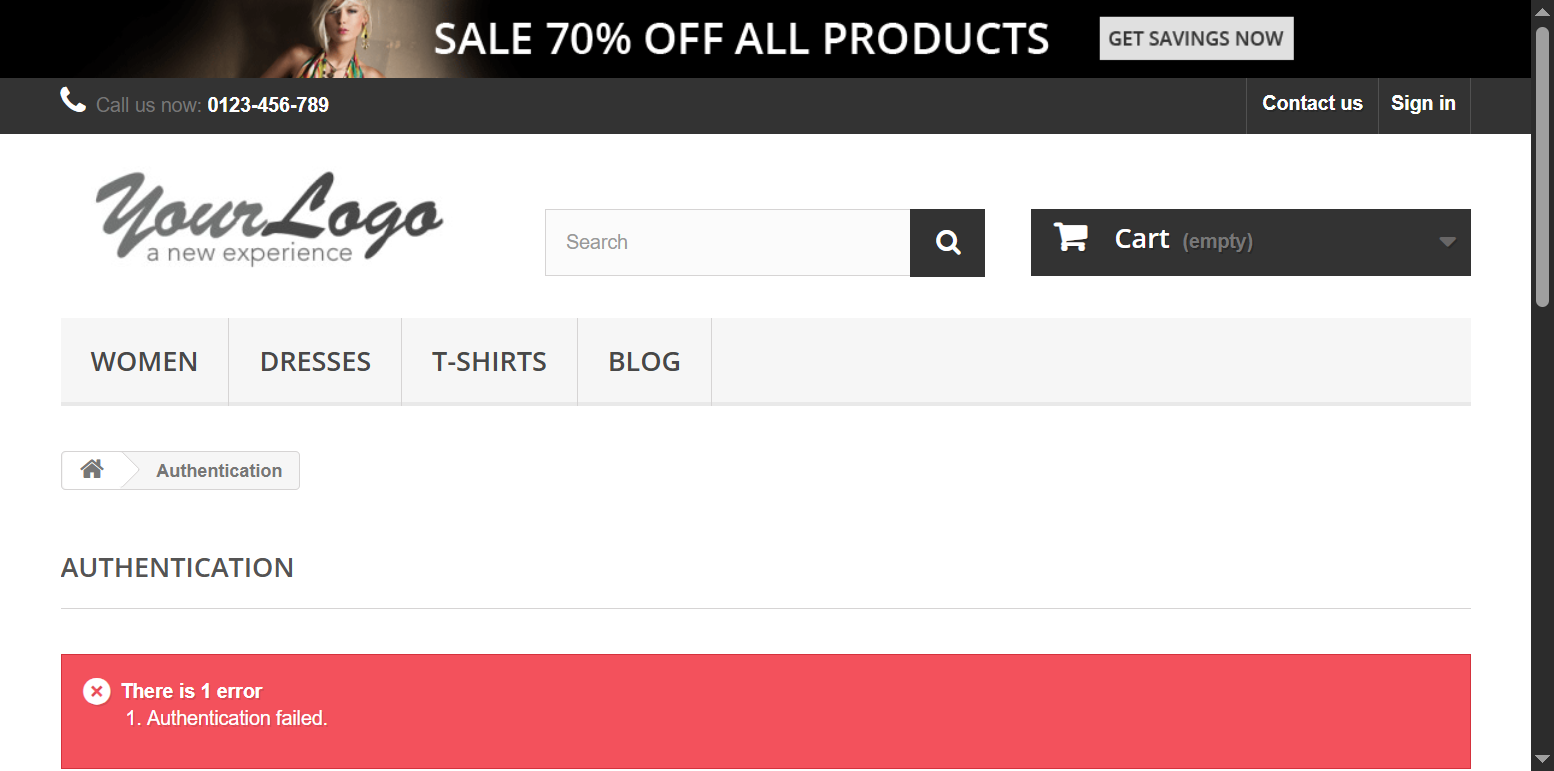 SALE 70% OFF ALL PRODUCTS GET SAVINGS NOW
Call us now: 0123-456-789 Contact us Sign in
YourLogo
a new experience
Search
Cart (empty)
WOMEN DRESSES T-SHIRTS BLOG
Authentication
AUTHENTICATION
There is 1 error
1. Authentication failed.